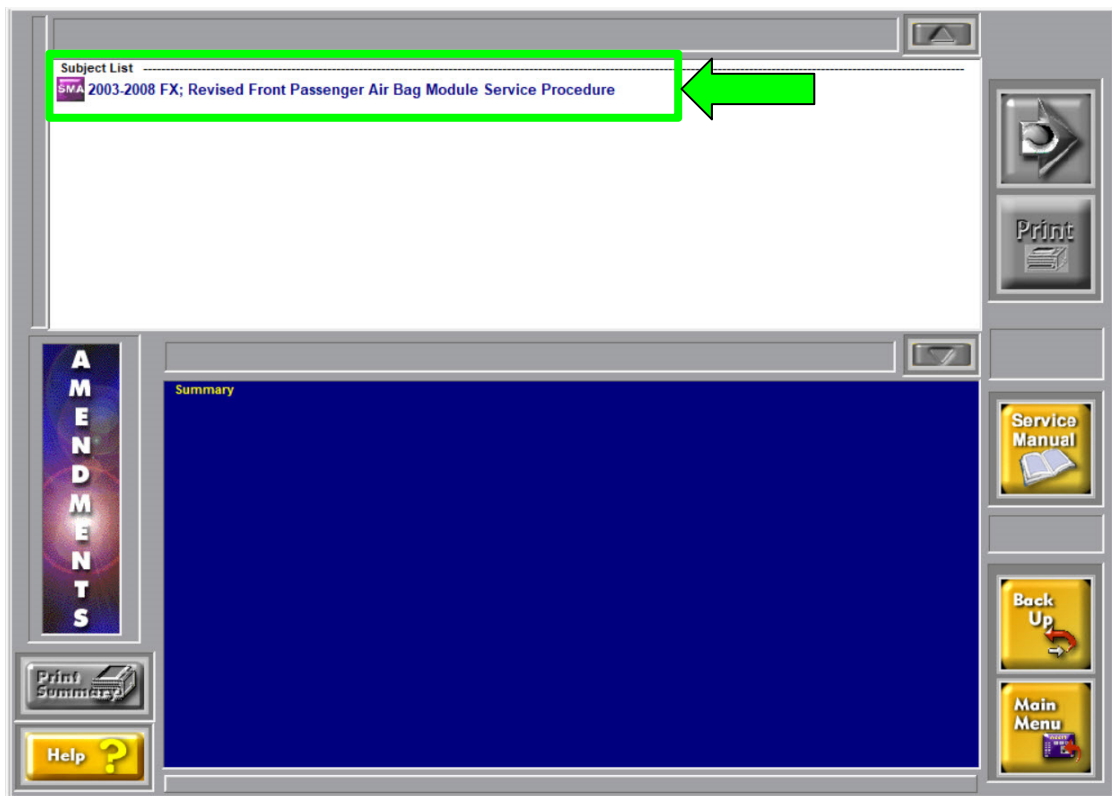 Subject List
SMA 2003-2008 FX; Revised Front Passenger Air Bag Module Service Procedure
Print
AMENDMENTS
Summary
Service
Manual
Back
Up
Print
Summary
Main
Menu
Help ?